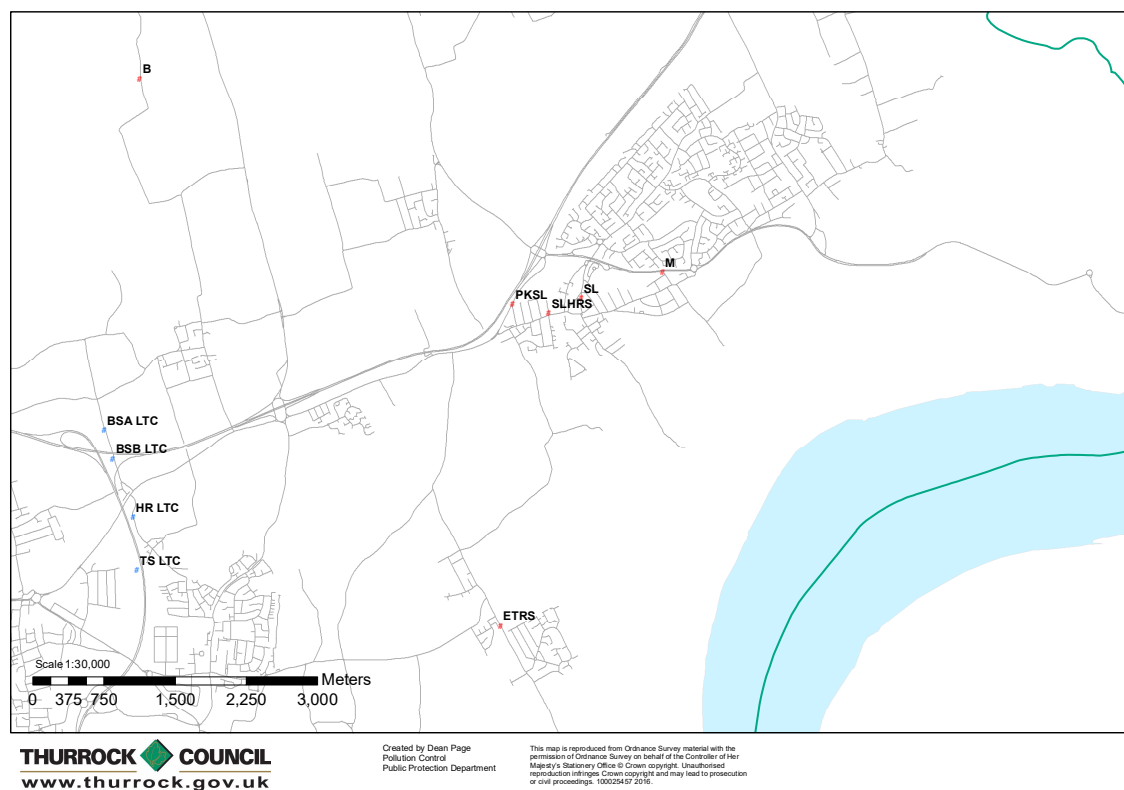 B
M
SL
PKSL
SLHRS
BSA LTC
BSB LTC
HR LTC
TS LTC
ETRS
Scale 1:30,000
Meters
0 375 750 1,500 2,250 3,000
THURROCK COUNCIL
www.thurrock.gov.uk
Created by Dean Page
Pollution Control
Public Protection Department
This map is reproduced from Ordnance Survey material with the
permission of Ordnance Survey on behalf of the Controller of Her
Majesty's Stationery Office © Crown copyright. Unauthorised
reproduction infringes Crown copyright and may lead to prosecution
or civil proceedings. 100025457 2016.